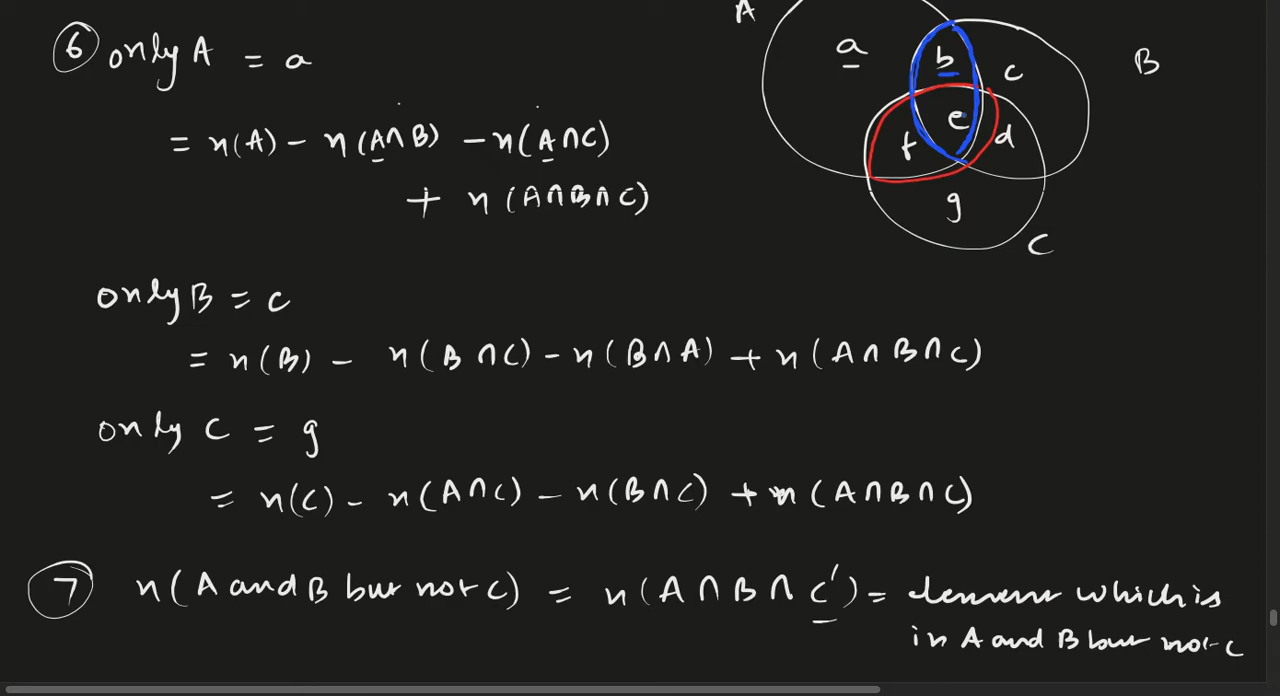 A
a
b
c
B
e
f
d
g
C
⑥ only A = a
= n(A) - n(A∩B) - n(A∩C)
+ n(A∩B∩C)
only B = c
= n(B) - n(B∩C) - n(B∩A) + n(A∩B∩C)
only C = g
= n(C) - n(A∩C) - n(B∩C) + n(A∩B∩C)
⑦ n(A and B but not C) = n(A∩B∩C') = element which is
in A and B but not C